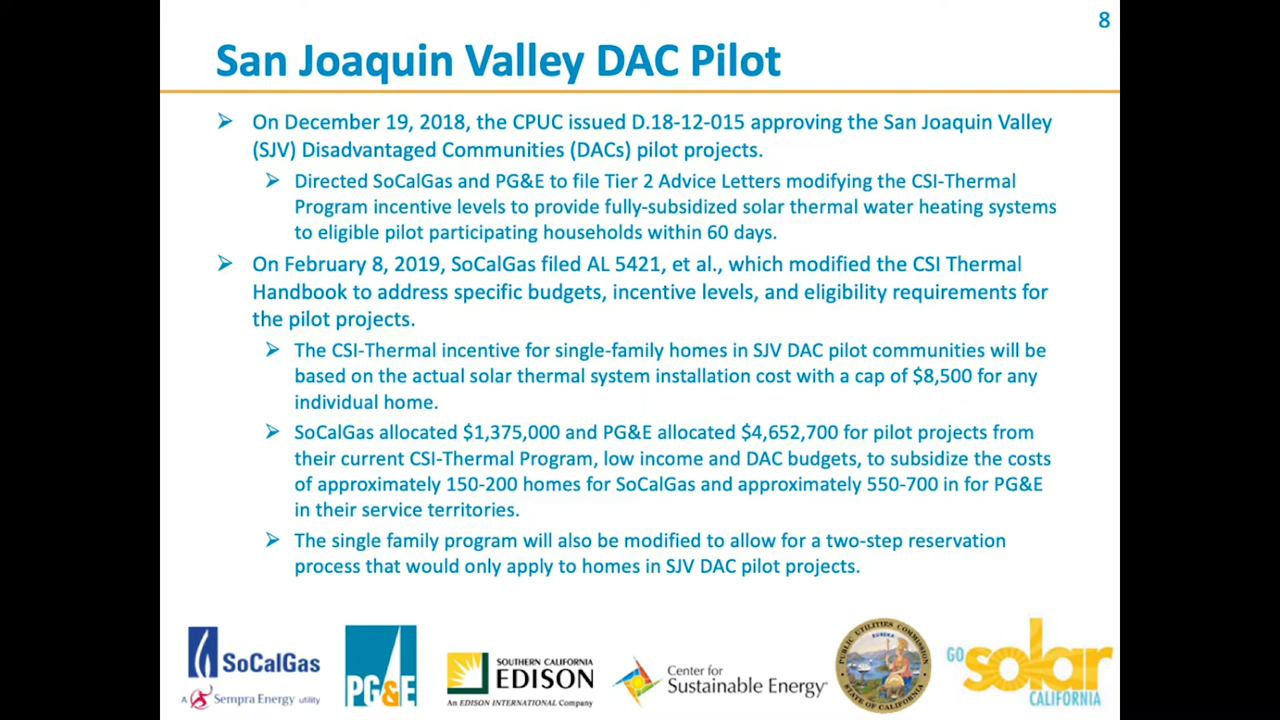 8
San Joaquin Valley DAC Pilot
➢ On December 19, 2018, the CPUC issued D.18-12-015 approving the San Joaquin Valley
(SJV) Disadvantaged Communities (DACs) pilot projects.
➢ Directed SoCalGas and PG&E to file Tier 2 Advice Letters modifying the CSI-Thermal
Program incentive levels to provide fully-subsidized solar thermal water heating systems
to eligible pilot participating households within 60 days.
➢ On February 8, 2019, SoCalGas filed AL 5421, et al., which modified the CSI Thermal
Handbook to address specific budgets, incentive levels, and eligibility requirements for
the pilot projects.
➢ The CSI-Thermal incentive for single-family homes in SJV DAC pilot communities will be
based on the actual solar thermal system installation cost with a cap of $8,500 for any
individual home.
➢ SoCalGas allocated $1,375,000 and PG&E allocated $4,652,700 for pilot projects from
their current CSI-Thermal Program, low income and DAC budgets, to subsidize the costs
of approximately 150-200 homes for SoCalGas and approximately 550-700 in for PG&E
in their service territories.
➢ The single family program will also be modified to allow for a two-step reservation
process that would only apply to homes in SJV DAC pilot projects.
SoCalGas
A Sempra Energy utility
PG&E
SOUTHERN CALIFORNIA
EDISON
An EDISON INTERNATIONAL Company
Center for
Sustainable Energy
PUBLIC UTILITIES COMMISSION
EUREKA
STATE OF CALIFORNIA
GO
solar
CALIFORNIA